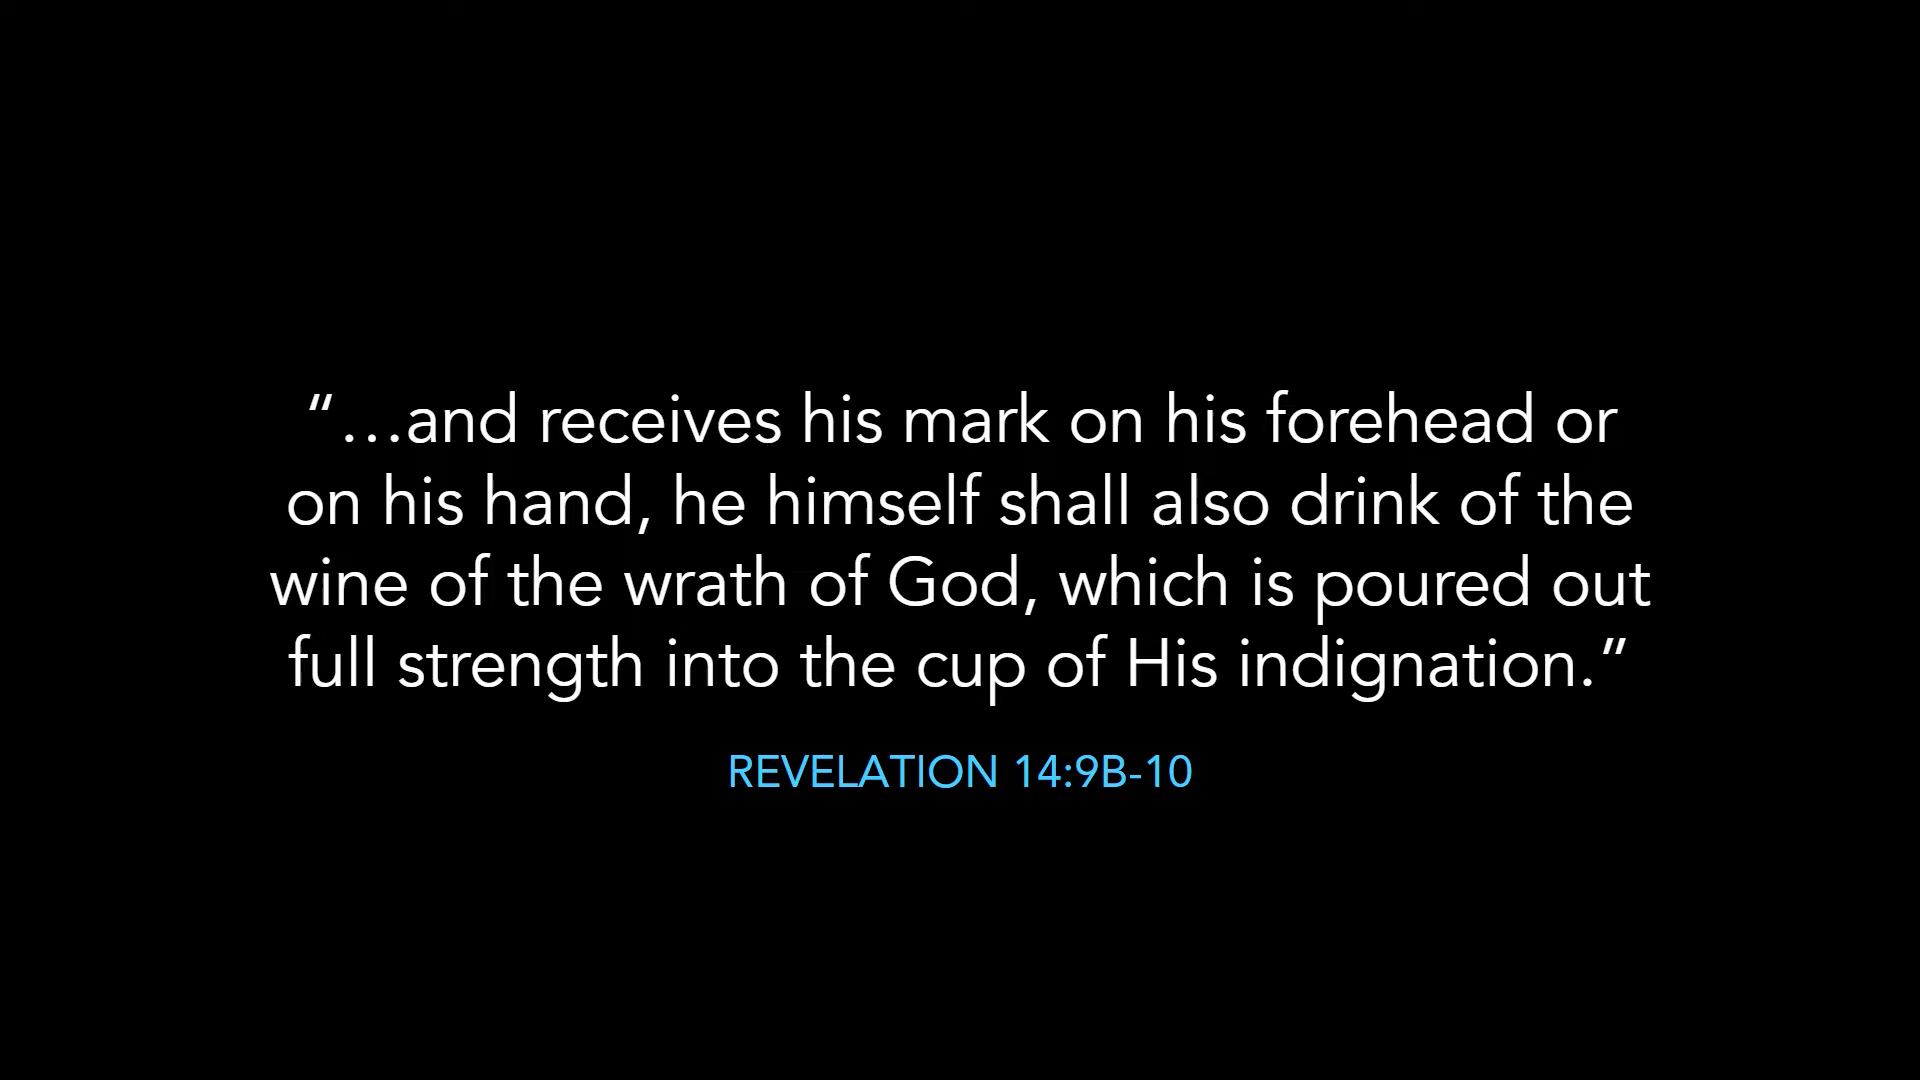 “…and receives his mark on his forehead or
on his hand, he himself shall also drink of the
wine of the wrath of God, which is poured out
full strength into the cup of His indignation.”
REVELATION 14:9B-10